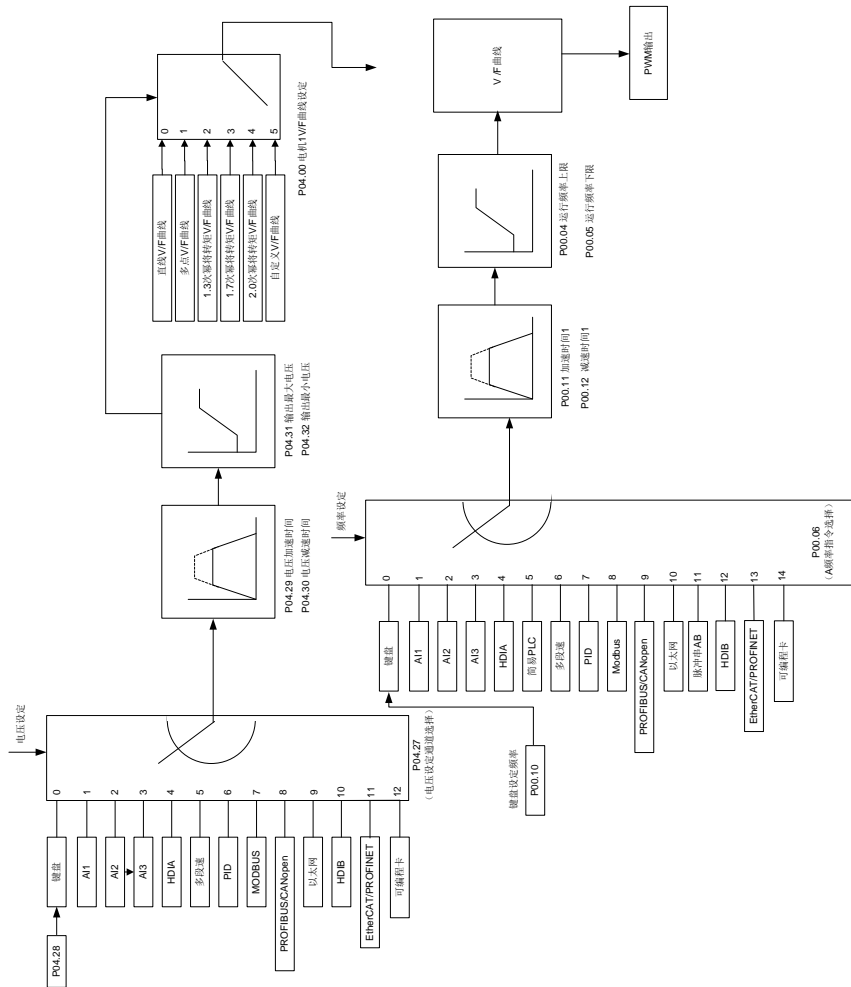 电压设定
P04.28
键盘
AI1
AI2
AI3
HDIA
多段速
PID
MODBUS
PROFIBUS/CANopen
以太网
HDIB
EtherCAT/PROFINET
可编程卡
0
1
2
3
4
5
6
7
8
9
10
11
12
P04.27
（电压设定通道选择）
P04.29 电压加速时间
P04.30 电压减速时间
P04.31 输出最大电压
P04.32 输出最小电压
直线V/F曲线
多点V/F曲线
1.3次幂将转矩V/F曲线
1.7次幂将转矩V/F曲线
2.0次幂将转矩V/F曲线
自定义V/F曲线
0
1
2
3
4
5
P04.00 电机1V/F曲线设定
频率设定
键盘设定频率
P00.10
键盘
AI1
AI2
AI3
HDIA
简易PLC
多段速
PID
Modbus
PROFIBUS/CANopen
以太网
脉冲串AB
HDIB
EtherCAT/PROFINET
可编程卡
0
1
2
3
4
5
6
7
8
9
10
11
12
13
14
P00.06
（A频率指令选择）
P00.11 加速时间1
P00.12 减速时间1
P00.04 运行频率上限
P00.05 运行频率下限
V /F曲线
PWM输出